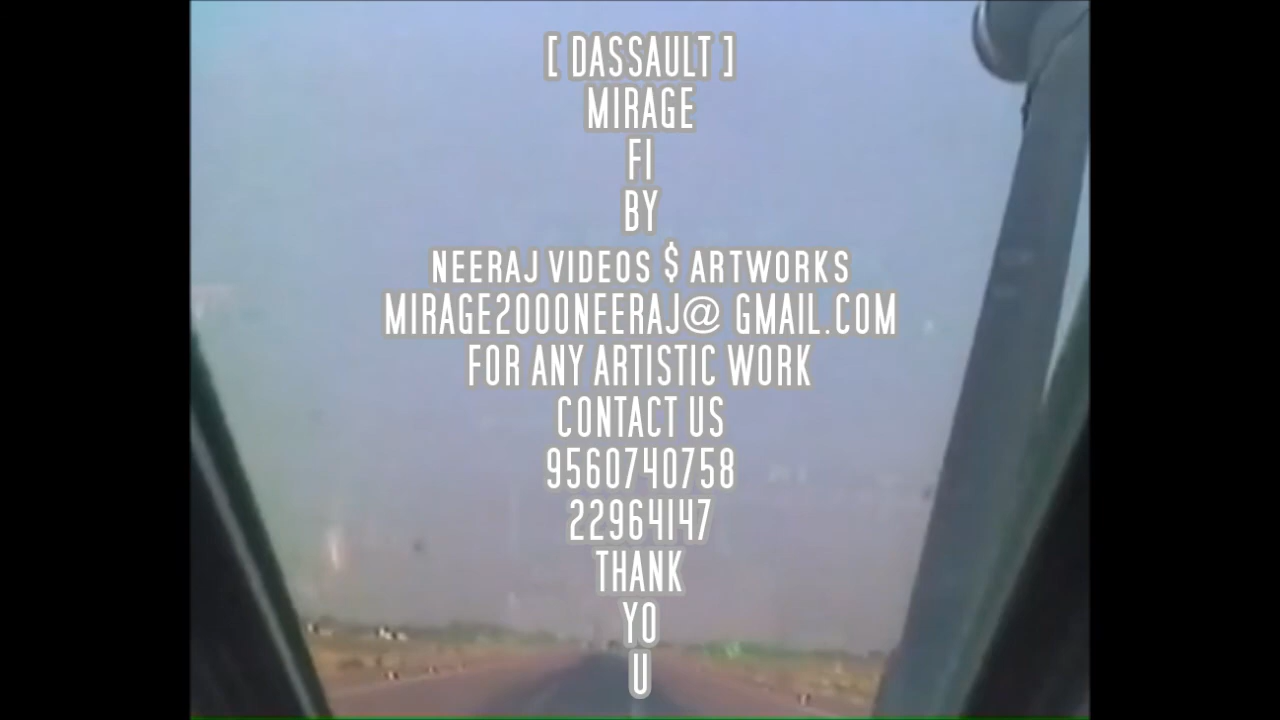 [ DASSAULT ]
MIRAGE
FI
BY
NEERAJ VIDEOS $ ARTWORKS
MIRAGE2000NEERAJ@ GMAIL.COM
FOR ANY ARTISTIC WORK
CONTACT US
9560740758
22964147
THANK
YO
U